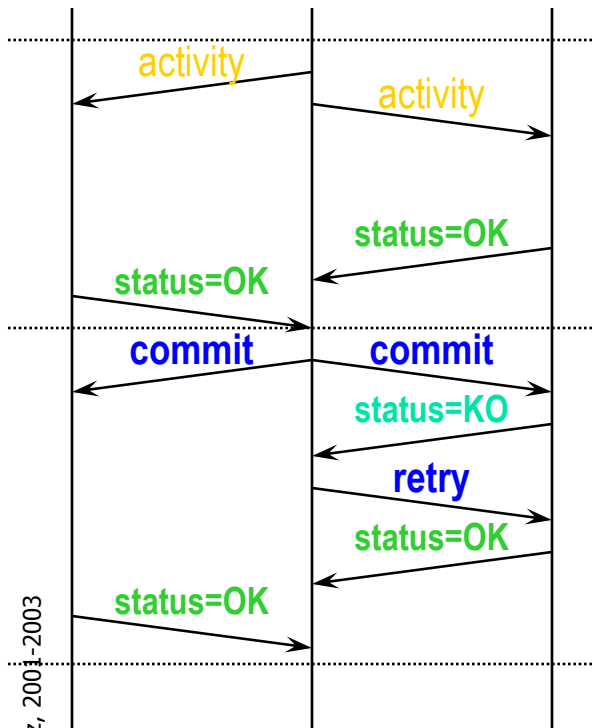 activity
activity
status=OK
status=OK
commit
commit
status=KO
retry
status=OK
status=OK
, 2001-2003